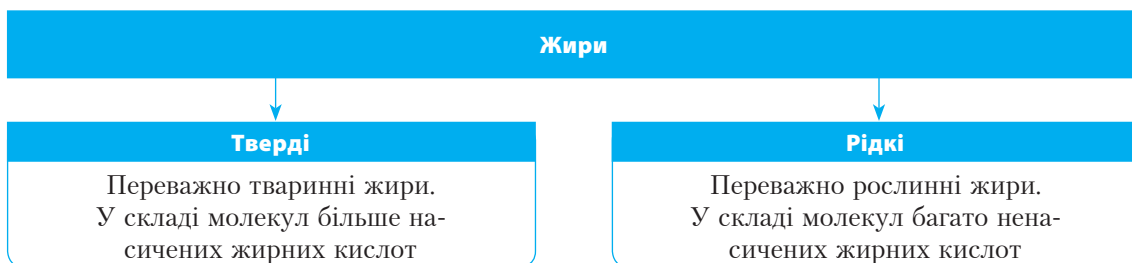 Жири
Тверді
Переважно тваринні жири.
У складі молекул більше на-
сичених жирних кислот
Рідкі
Переважно рослинні жири.
У складі молекул багато нена-
сичених жирних кислот